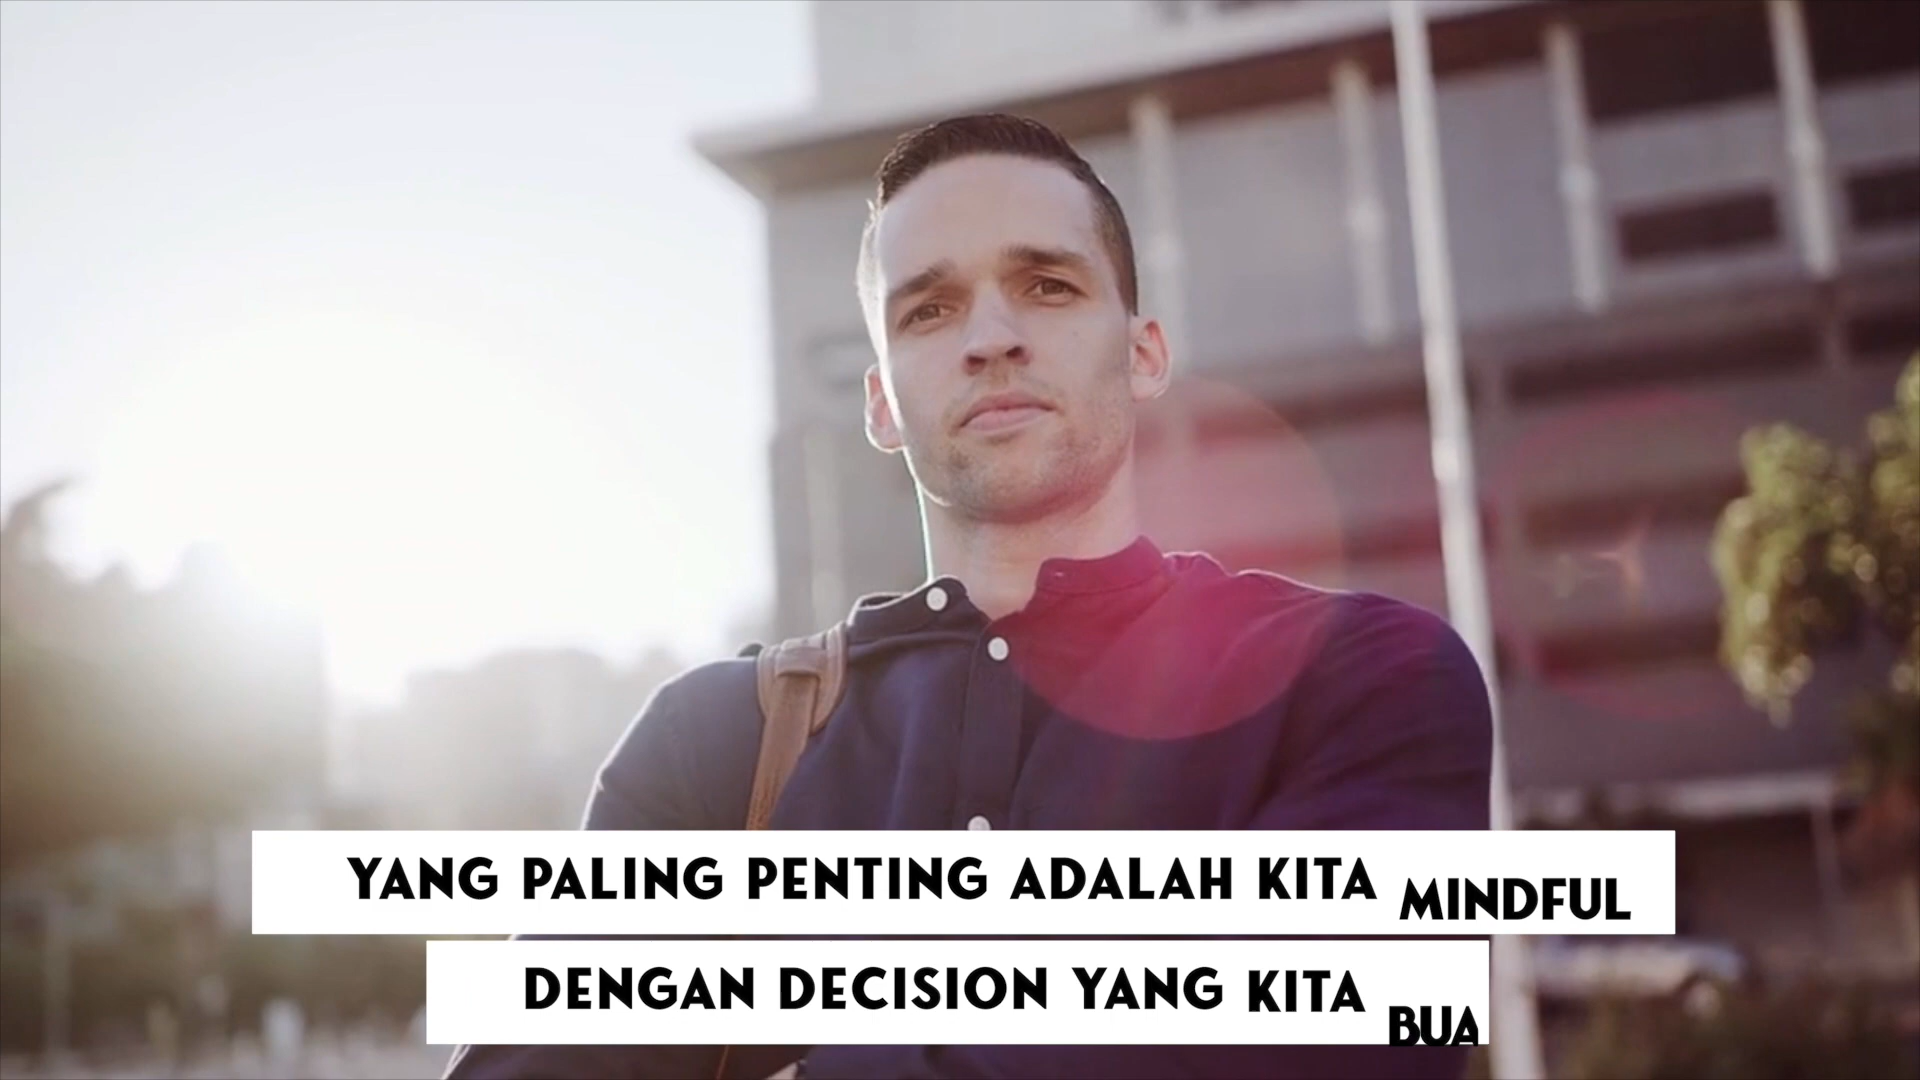 YANG PALING PENTING ADALAH KITA MINDFUL
DENGAN DECISION YANG KITA BUA